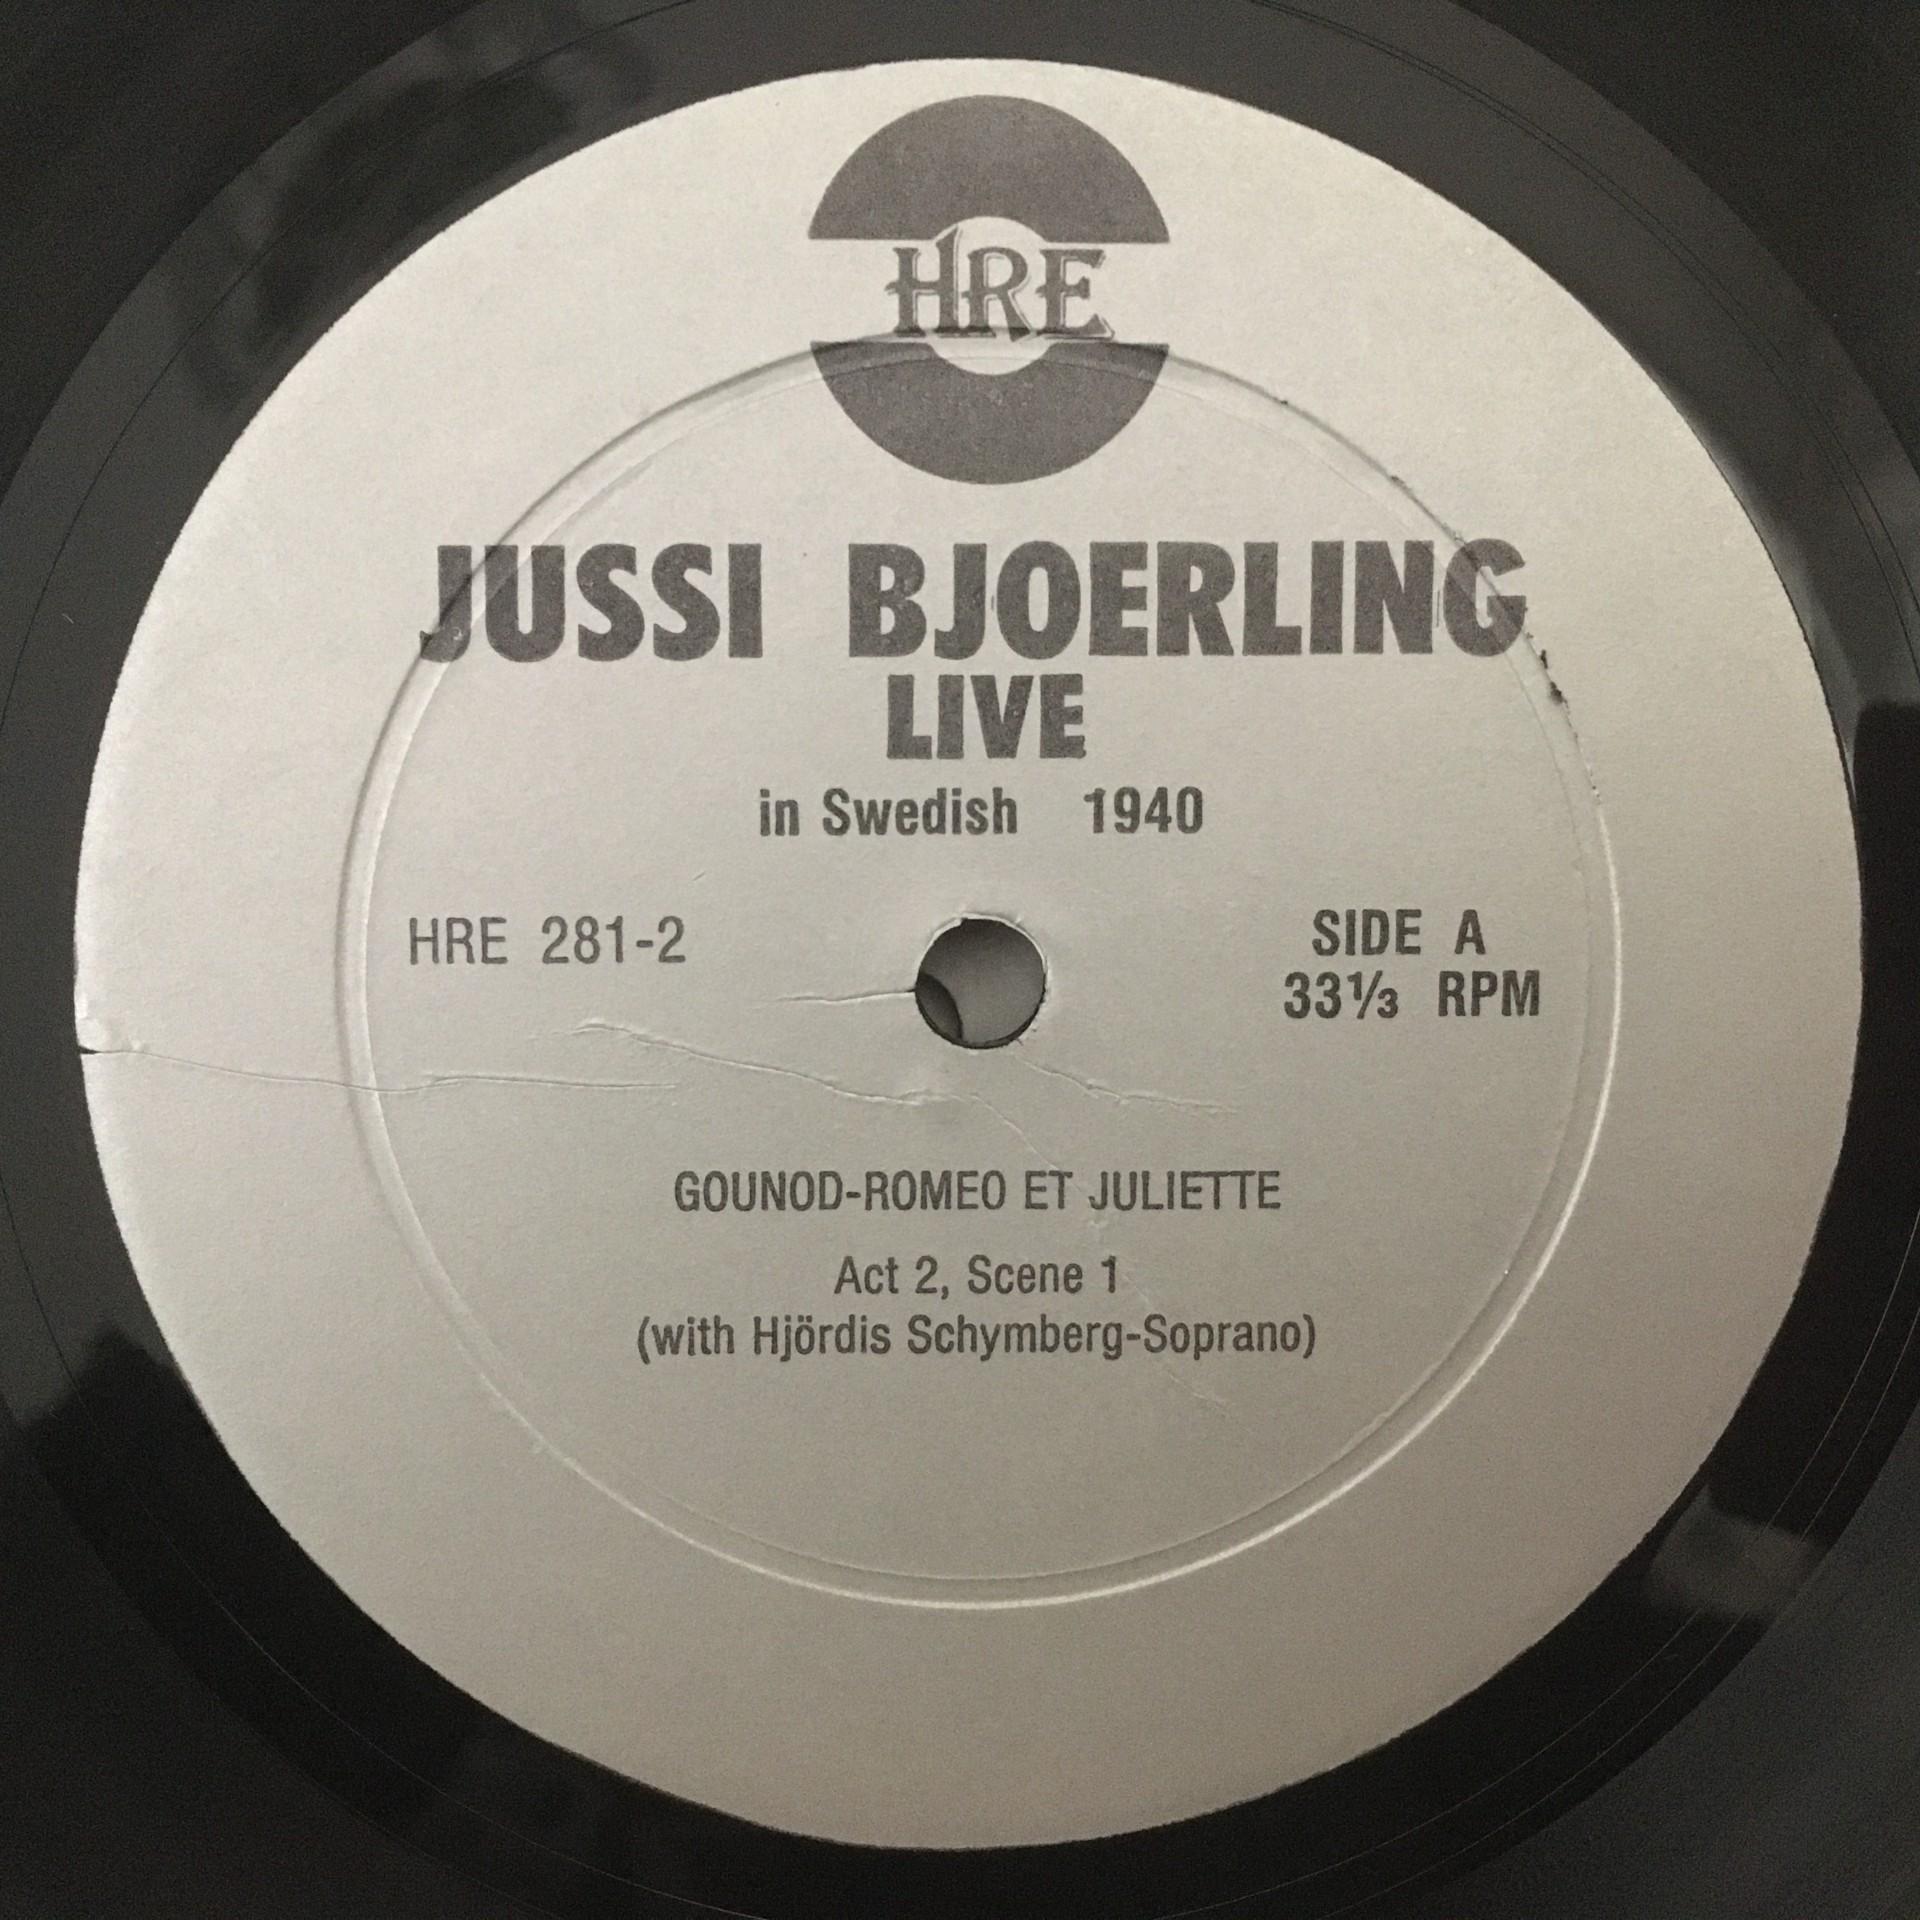 HRE
JUSSI BJOERLING
LIVE
in Swedish 1940
HRE 281-2
SIDE A
33⅓ RPM
GOUNOD-ROMEO ET JULIETTE
Act 2, Scene 1
(with Hjördis Schymberg-Soprano)